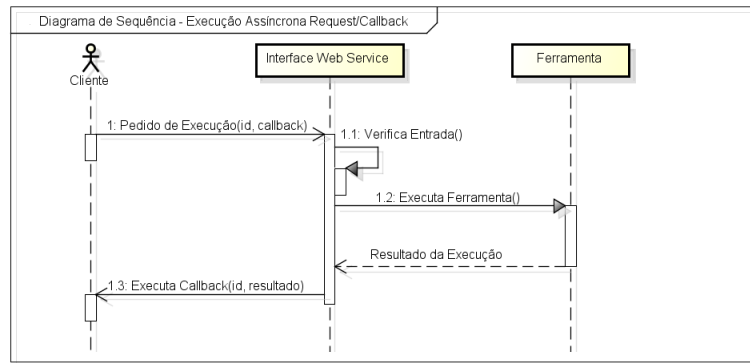 Diagrama de Sequência - Execução Assíncrona Request/Callback
Cliente
Interface Web Service
Ferramenta
1: Pedido de Execução(id, callback)
1.1: Verifica Entrada()
1.2: Executa Ferramenta()
Resultado da Execução
1.3: Executa Callback(id, resultado)